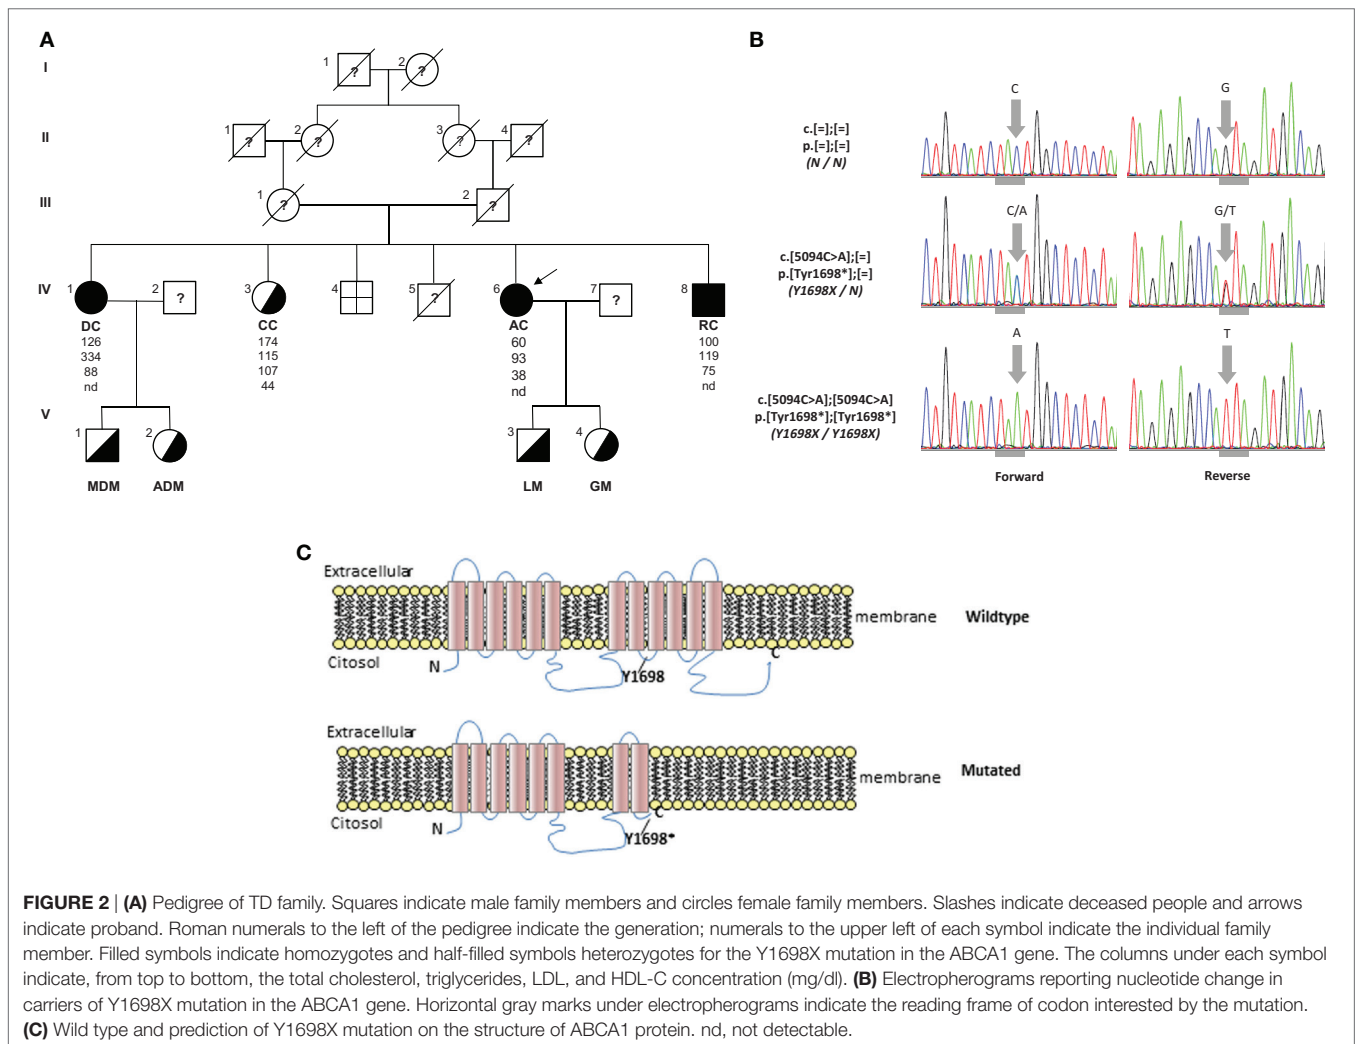 A
I
1 ? 2 ?
II
1 ? 2 ? 3 ? 4 ?
III
1 ? 2 ?
IV
1 2 ? 3 4 5 ? 6 7 ? 8
DC CC AC RC
126 174 60 100
334 115 93 119
88 107 38 75
nd 44 nd nd
V
1 2 3 4
MDM ADM LM GM
B
C G
c.[=];[=]
p.[=];[=]
(N / N)
C/A G/T
c.[5094C>A];[=]
p.[Tyr1698*];[=]
(Y1698X / N)
A T
c.[5094C>A];[5094C>A]
p.[Tyr1698*];[Tyr1698*]
(Y1698X / Y1698X)
Forward Reverse
C
Extracellular
membrane Wildtype
Citosol N Y1698 C
Extracellular
membrane Mutated
Citosol N Y1698* C
FIGURE 2 | (A) Pedigree of TD family. Squares indicate male family members and circles female family members. Slashes indicate deceased people and arrows
indicate proband. Roman numerals to the left of the pedigree indicate the generation; numerals to the upper left of each symbol indicate the individual family
member. Filled symbols indicate homozygotes and half-filled symbols heterozygotes for the Y1698X mutation in the ABCA1 gene. The columns under each symbol
indicate, from top to bottom, the total cholesterol, triglycerides, LDL, and HDL-C concentration (mg/dl). (B) Electropherograms reporting nucleotide change in
carriers of Y1698X mutation in the ABCA1 gene. Horizontal gray marks under electropherograms indicate the reading frame of codon interested by the mutation.
(C) Wild type and prediction of Y1698X mutation on the structure of ABCA1 protein. nd, not detectable.